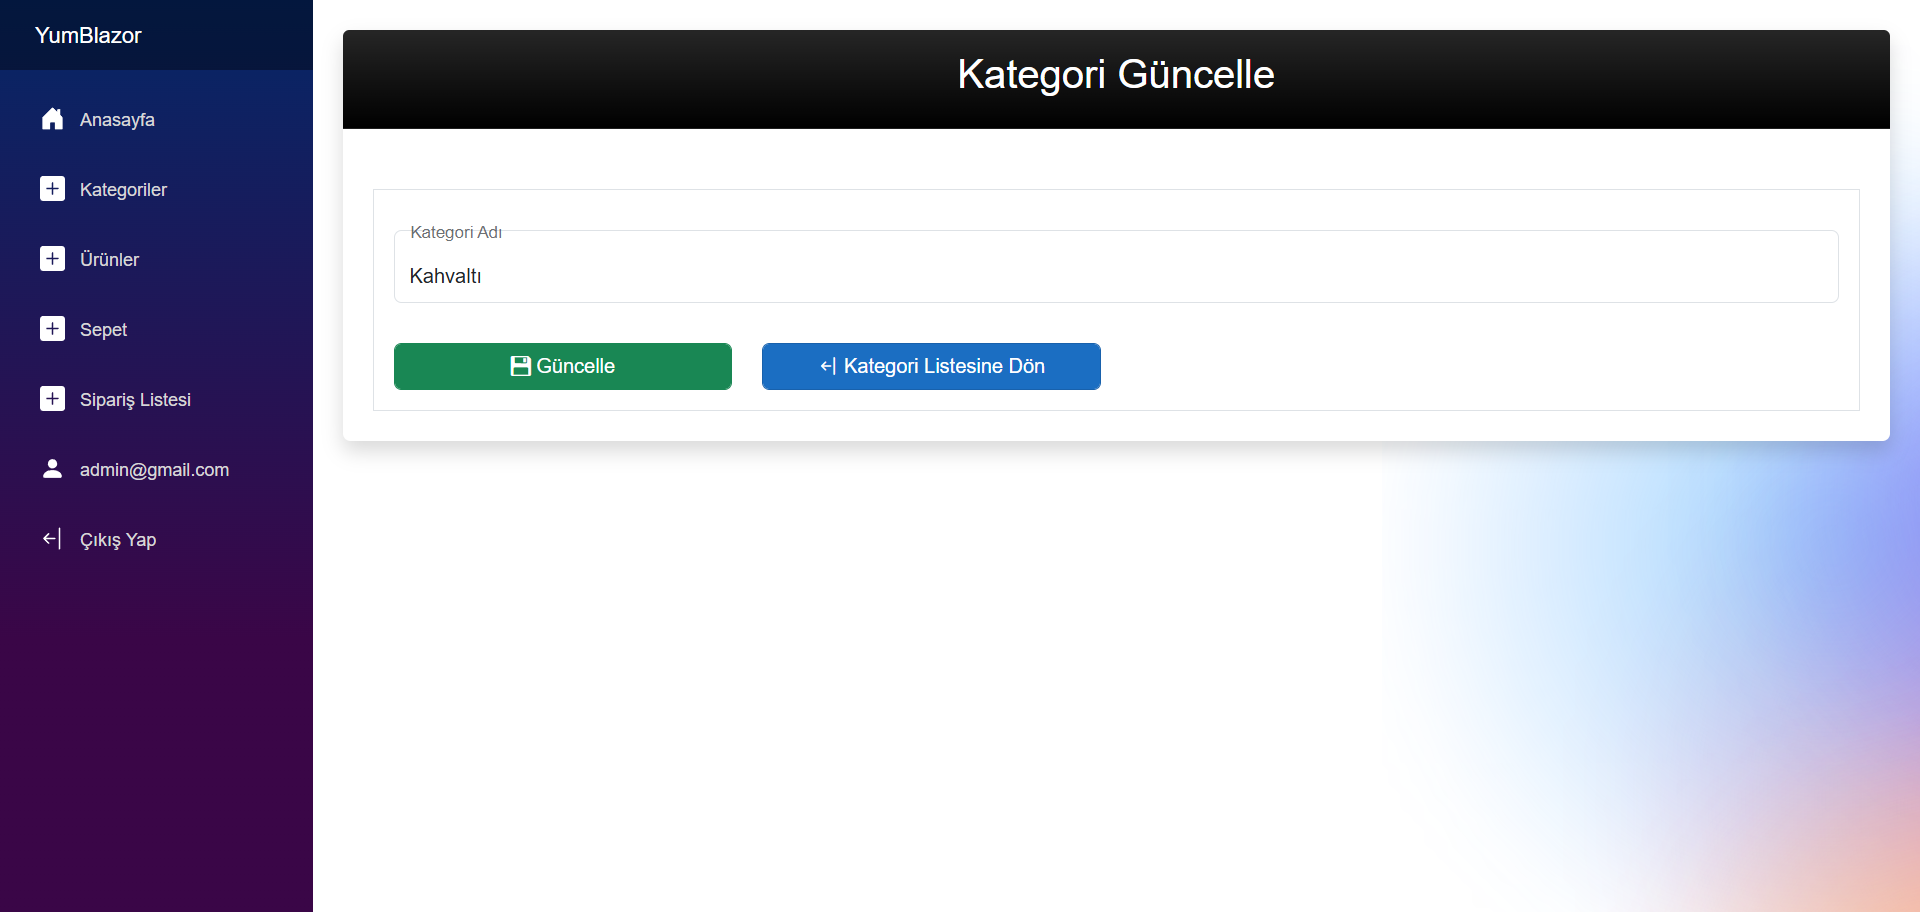 YumBlazor
Anasayfa
Kategoriler
Ürünler
Sepet
Sipariş Listesi
admin@gmail.com
Çıkış Yap
Kategori Güncelle
Kategori Adı
Kahvaltı
Güncelle
Kategori Listesine Dön